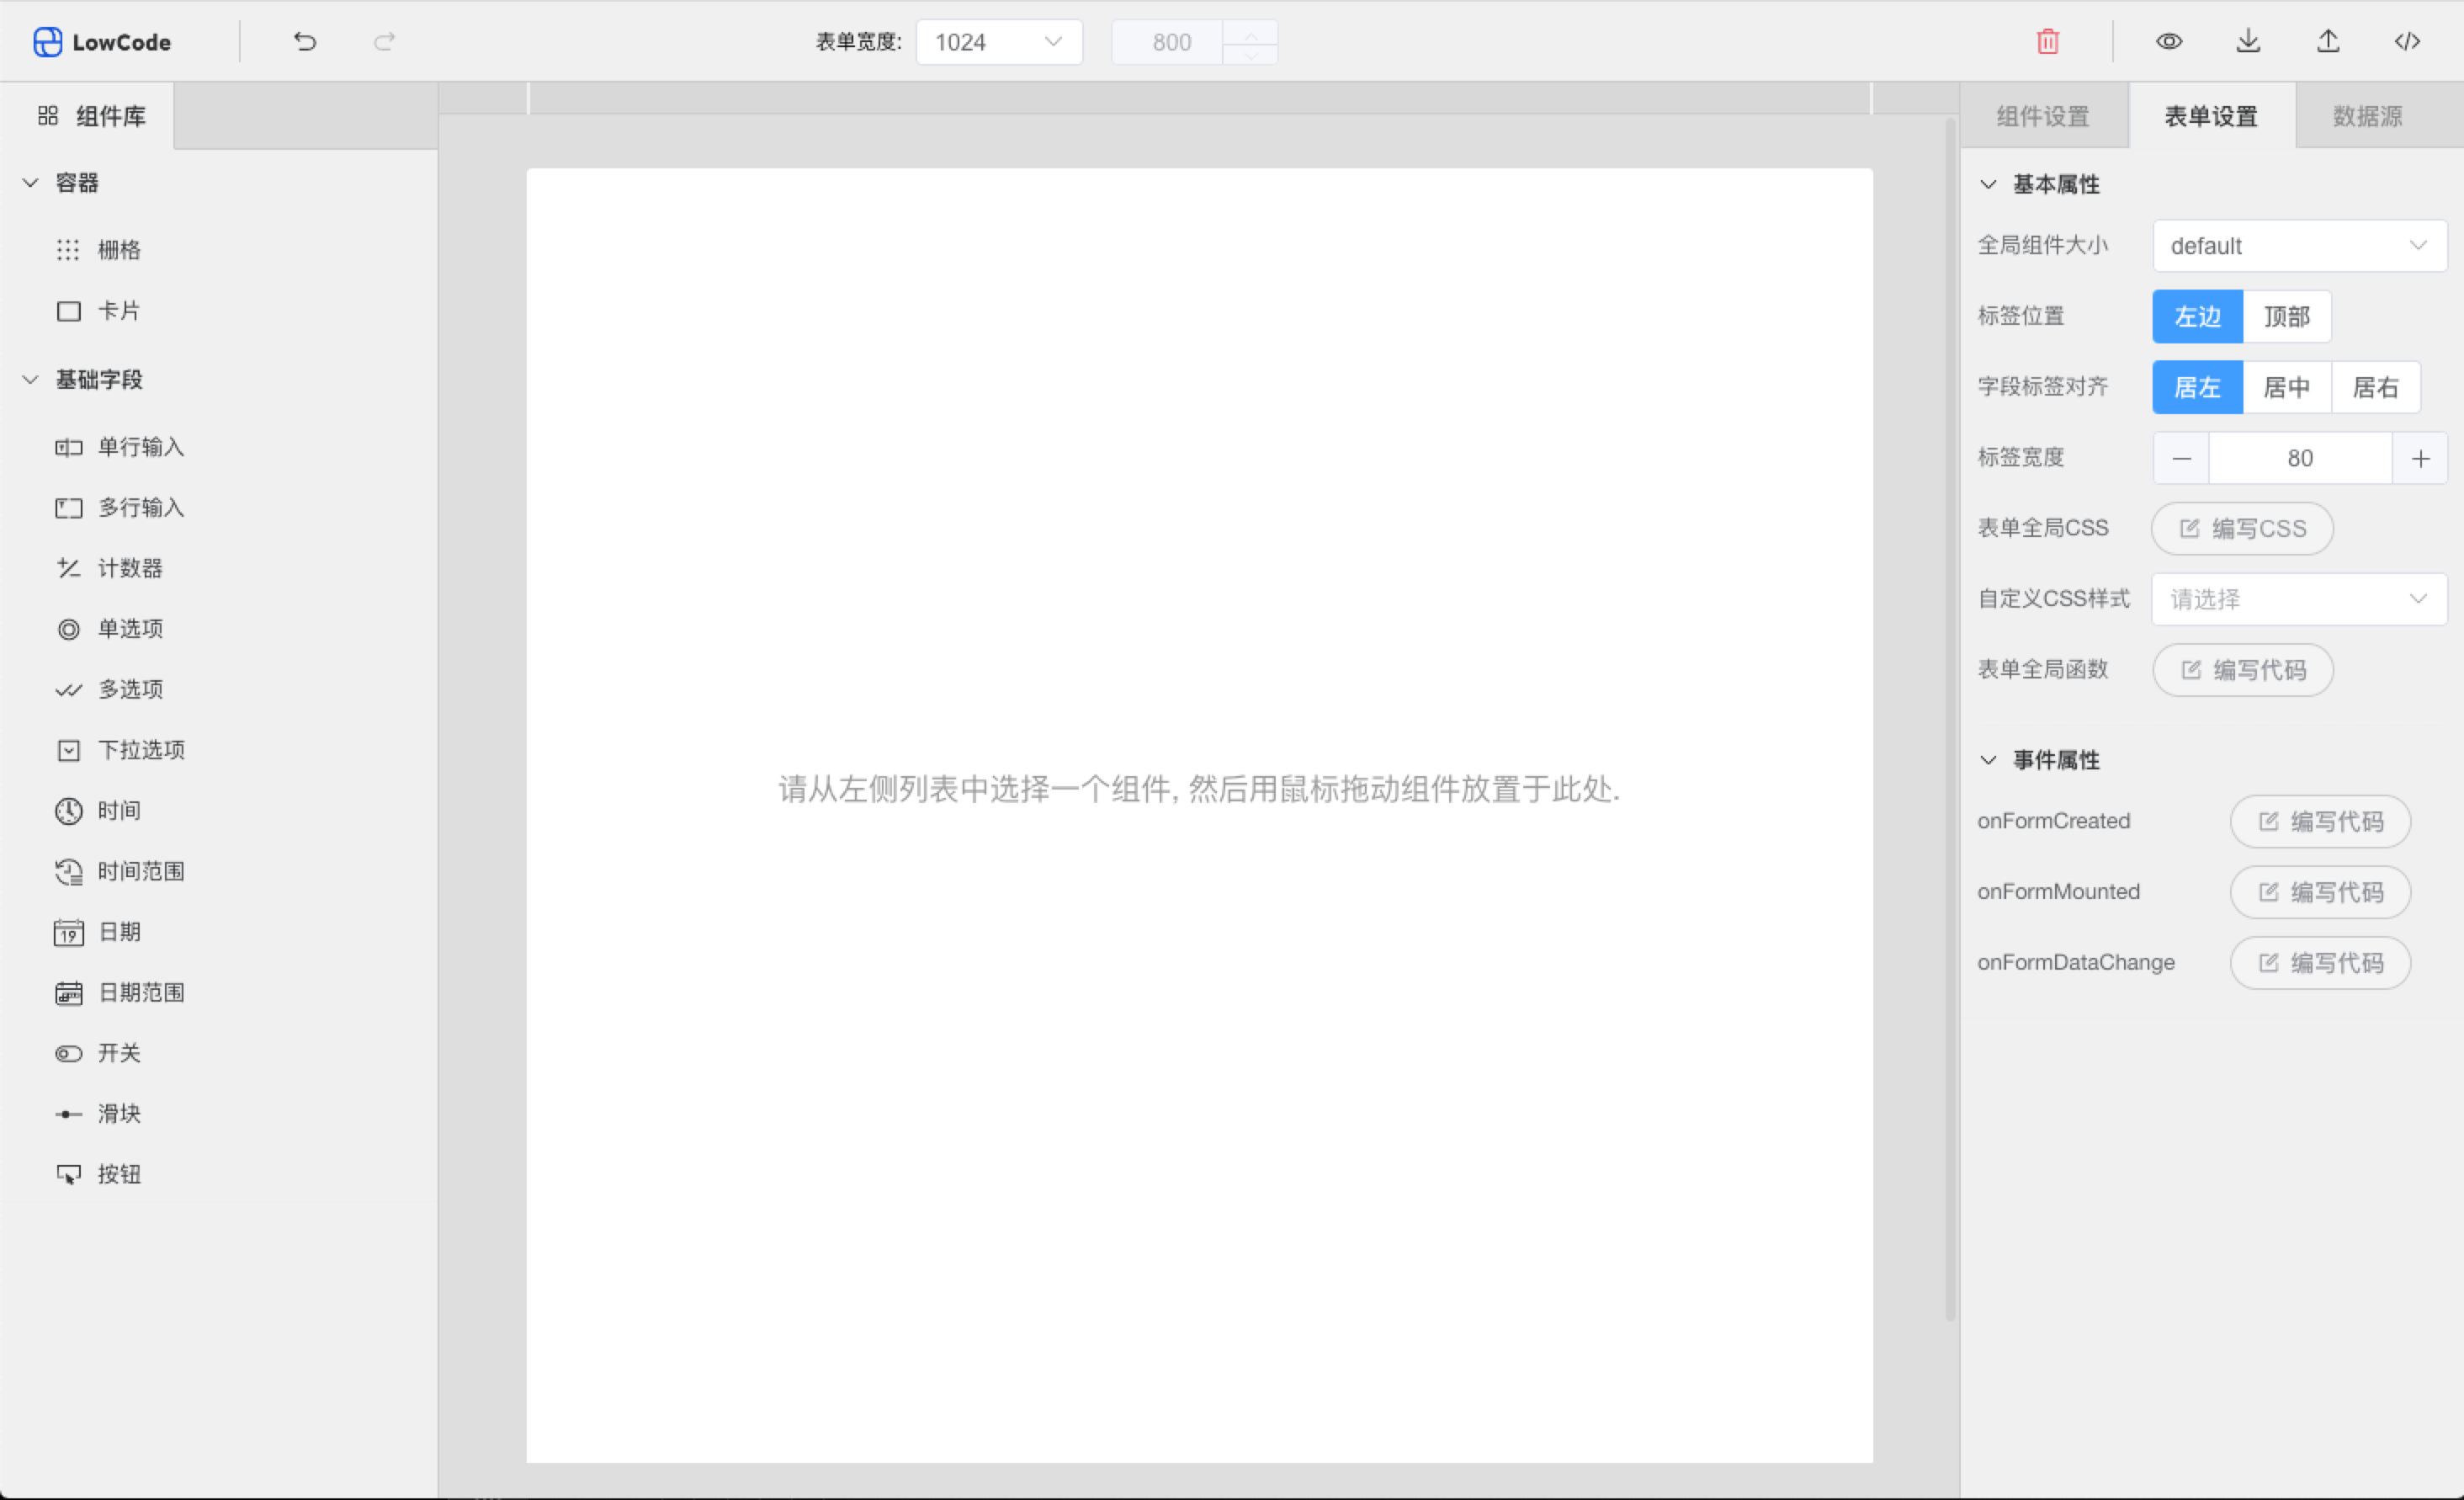 LowCode
表单宽度: 1024 800
组件库
容器
栅格
卡片
基础字段
单行输入
多行输入
计数器
单选项
多选项
下拉选项
时间
时间范围
19 日期
日期范围
开关
滑块
按钮
请从左侧列表中选择一个组件, 然后用鼠标拖动组件放置于此处.
组件设置 表单设置 数据源
基本属性
全局组件大小 default
标签位置 左边 顶部
字段标签对齐 居左 居中 居右
标签宽度 80
表单全局CSS 编写CSS
自定义CSS样式 请选择
表单全局函数 编写代码
事件属性
onFormCreated 编写代码
onFormMounted 编写代码
onFormDataChange 编写代码